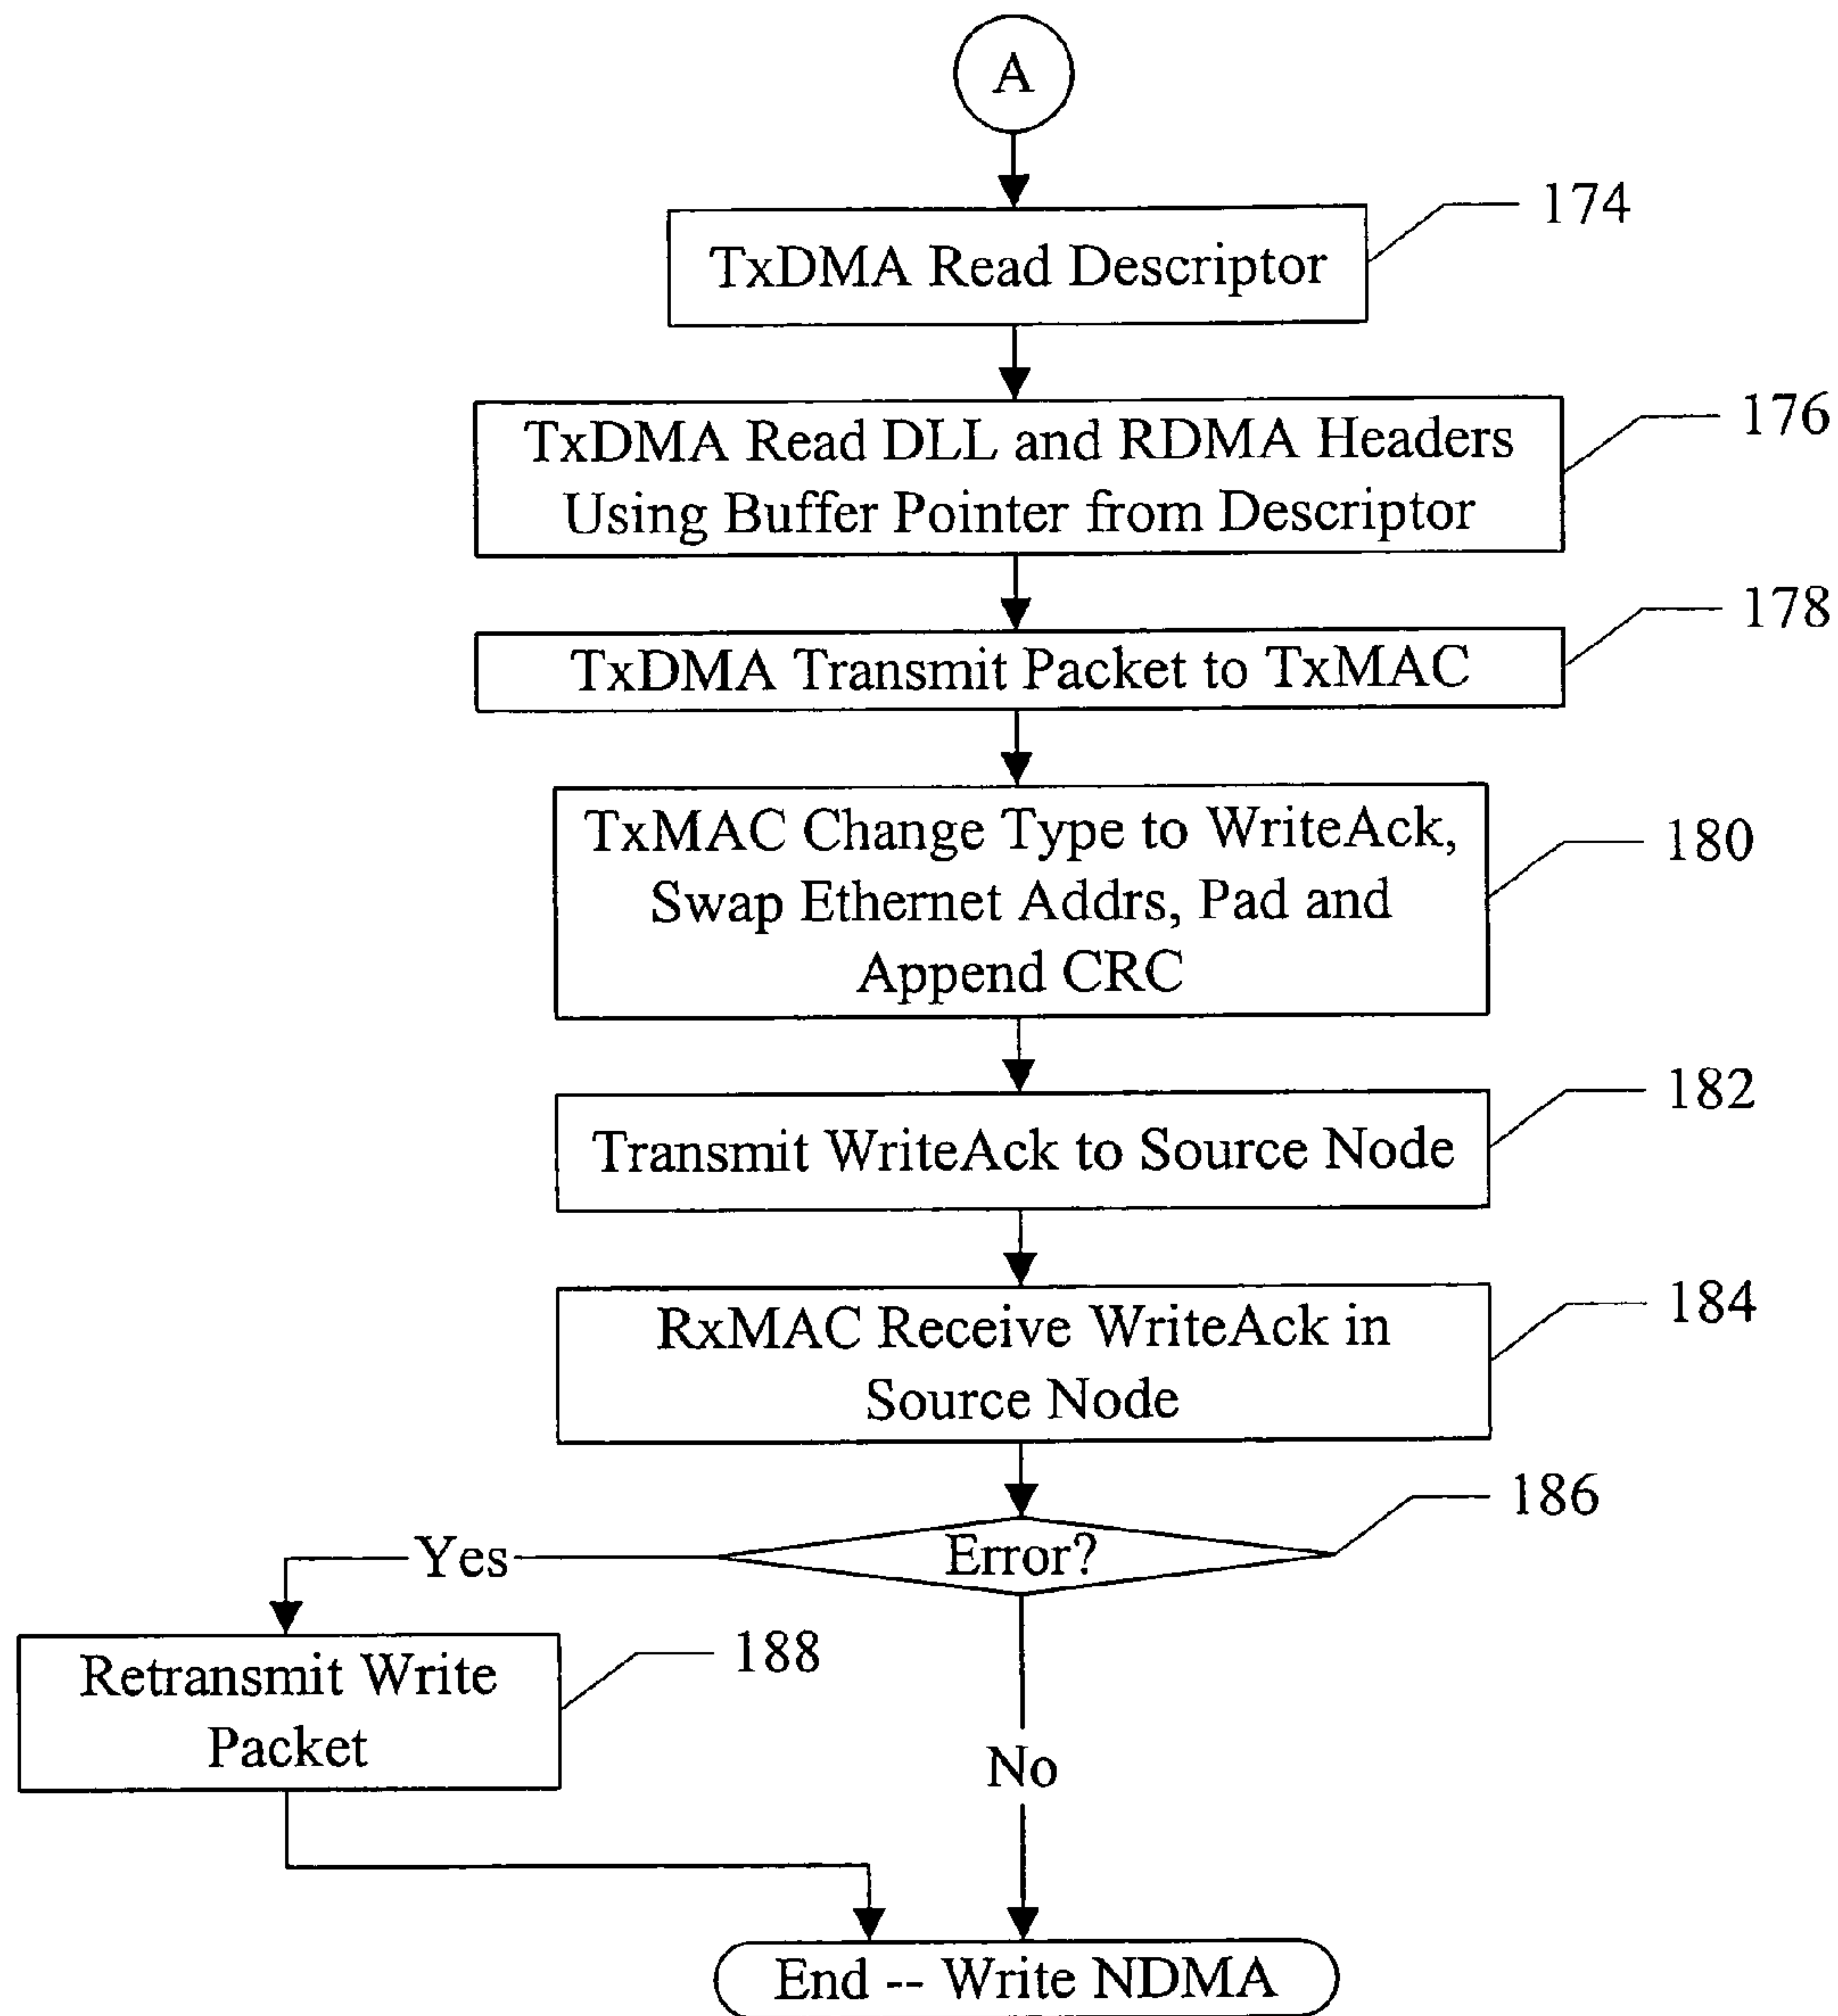 A
174
TxDMA Read Descriptor
176
TxDMA Read DLL and RDMA Headers
Using Buffer Pointer from Descriptor
178
TxDMA Transmit Packet to TxMAC
180
TxMAC Change Type to WriteAck,
Swap Ethernet Addrs, Pad and
Append CRC
182
Transmit WriteAck to Source Node
184
RxMAC Receive WriteAck in
Source Node
186
Error?
Yes
188
Retransmit Write
Packet
No
End -- Write NDMA